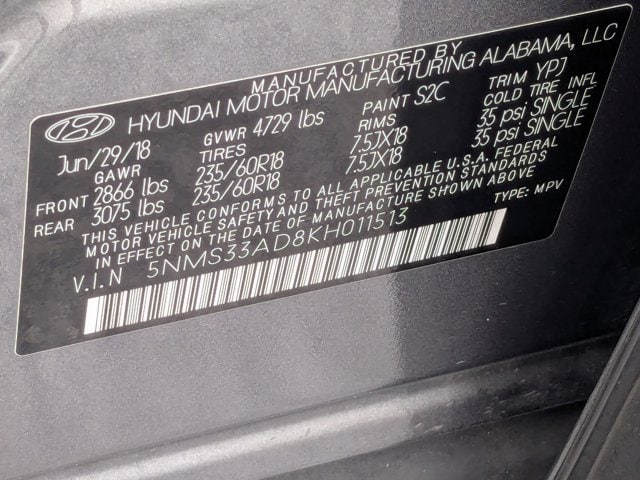 MANUFACTURED BY
HYUNDAI MOTOR MANUFACTURING ALABAMA, LLC
Jun/29/18 GVWR 4729 lbs PAINT S2C TRIM YPJ
GAWR TIRES RIMS COLD TIRE INFL
FRONT 2866 lbs 235/60R18 7.5JX18 35 psi SINGLE
REAR 3075 lbs 235/60R18 7.5JX18 35 psi SINGLE
THIS VEHICLE CONFORMS TO ALL APPLICABLE U.S.A. FEDERAL
MOTOR VEHICLE SAFETY AND THEFT PREVENTION STANDARDS
IN EFFECT ON THE DATE OF MANUFACTURE SHOWN ABOVE
V.I.N 5NMS33AD8KH011513 TYPE: MPV